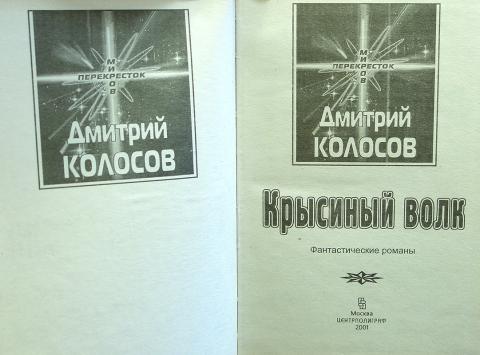 МИРОВ
ПЕРЕКРЕСТОК
Дмитрий
КОЛОСОВ
МИРОВ
ПЕРЕКРЕСТОК
Дмитрий
КОЛОСОВ
Крысиный волк
Фантастические романы
Москва
ЦЕНТРПОЛИГРАФ
2001